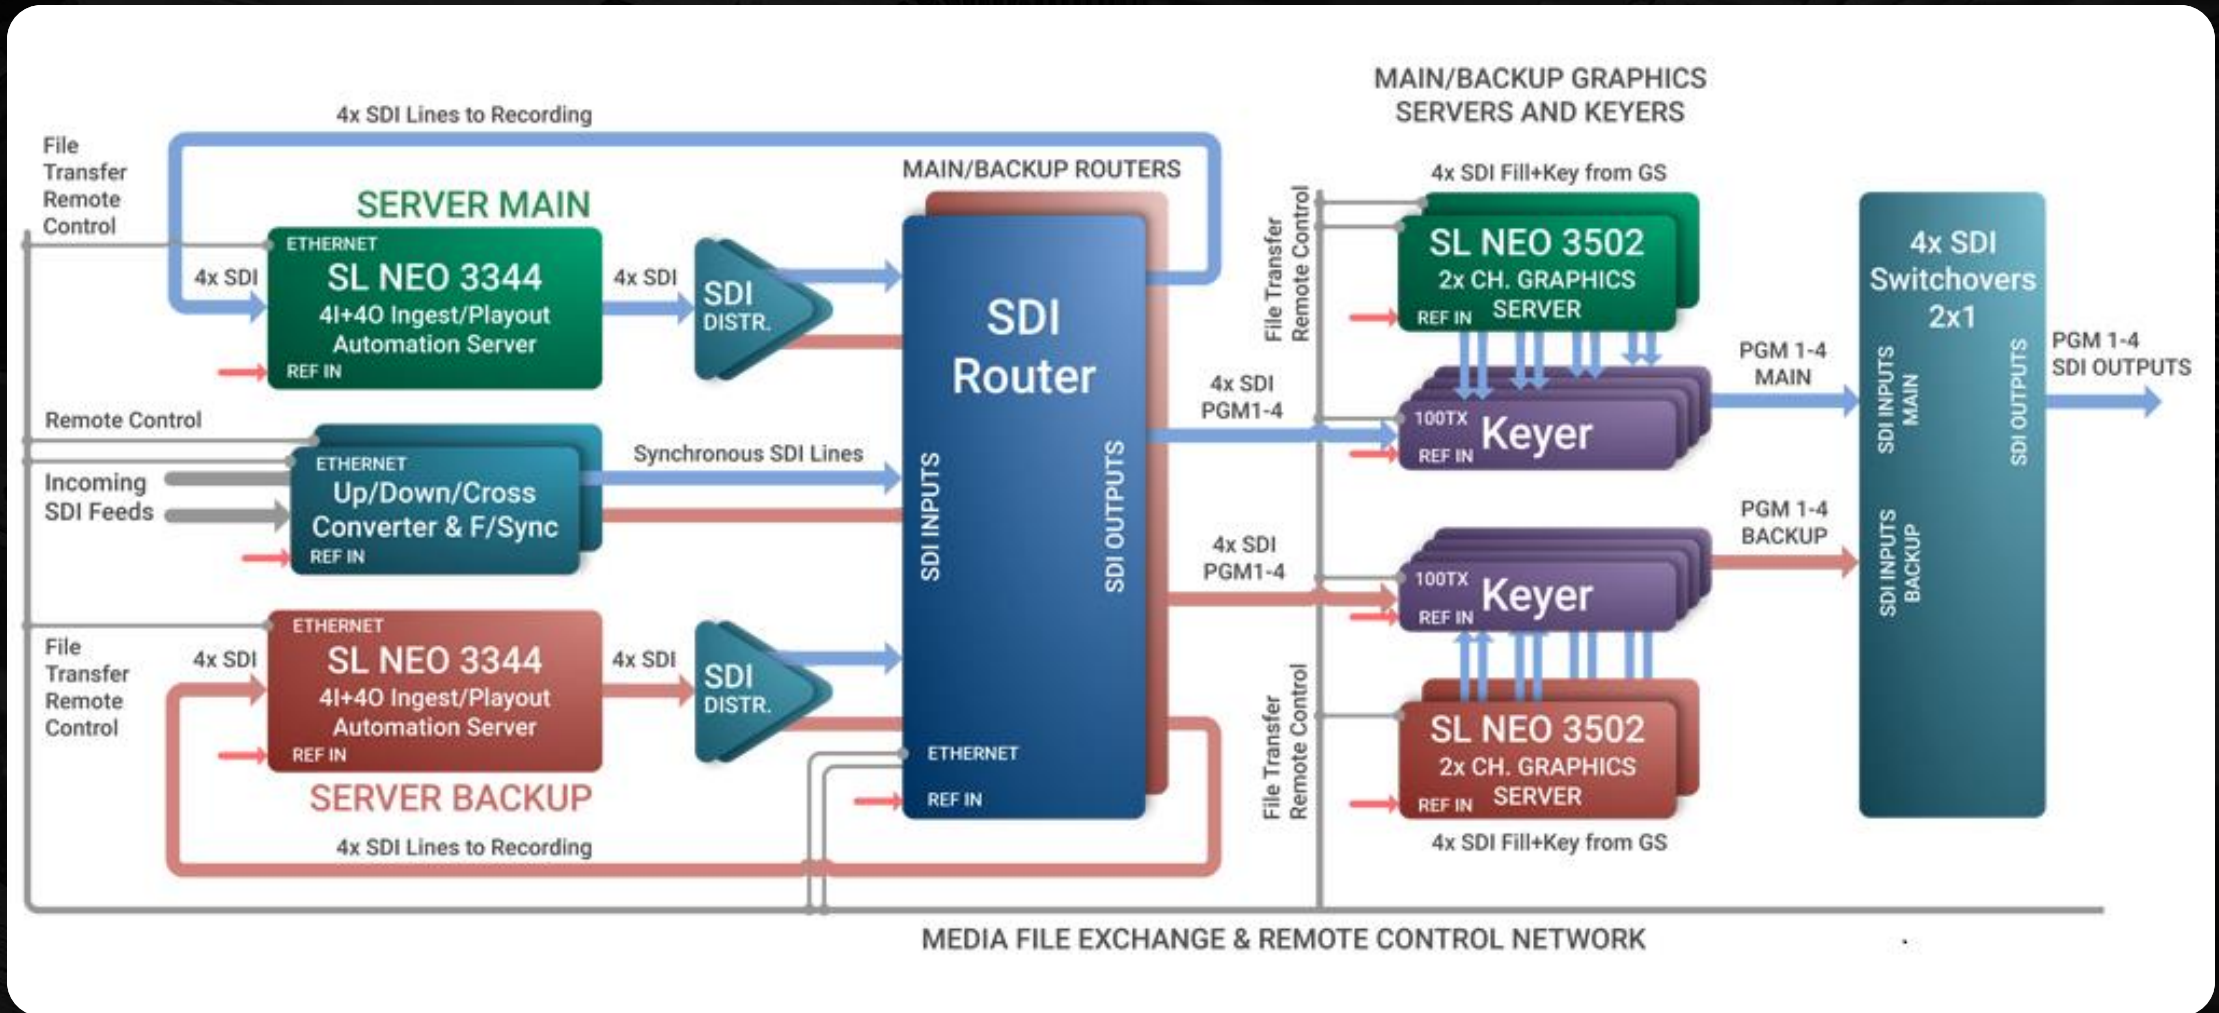 MAIN/BACKUP GRAPHICS
SERVERS AND KEYERS
4x SDI Lines to Recording
File
Transfer
Remote
Control
MAIN/BACKUP ROUTERS
4x SDI Fill+Key from GS
SERVER MAIN
ETHERNET
4x SDI
SL NEO 3344
4I+4O Ingest/Playout
Automation Server
REF IN
4x SDI
SDI
DISTR.
SDI
Router
SDI INPUTS
SDI OUTPUTS
ETHERNET
REF IN
File Transfer
Remote Control
SL NEO 3502
2x CH. GRAPHICS
SERVER
REF IN
4x SDI
Switchovers
2x1
SDI INPUTS
MAIN
SDI INPUTS
BACKUP
SDI OUTPUTS
PGM 1-4
SDI OUTPUTS
PGM 1-4
MAIN
4x SDI
PGM1-4
100TX
Keyer
REF IN
Remote Control
Incoming
SDI Feeds
ETHERNET
Up/Down/Cross
Converter & F/Sync
REF IN
Synchronous SDI Lines
PGM 1-4
BACKUP
4x SDI
PGM1-4
100TX
Keyer
REF IN
File
Transfer
Remote
Control
4x SDI
ETHERNET
SL NEO 3344
4I+4O Ingest/Playout
Automation Server
REF IN
SERVER BACKUP
4x SDI
SDI
DISTR.
File Transfer
Remote Control
SL NEO 3502
2x CH. GRAPHICS
SERVER
REF IN
4x SDI Fill+Key from GS
4x SDI Lines to Recording
MEDIA FILE EXCHANGE & REMOTE CONTROL NETWORK